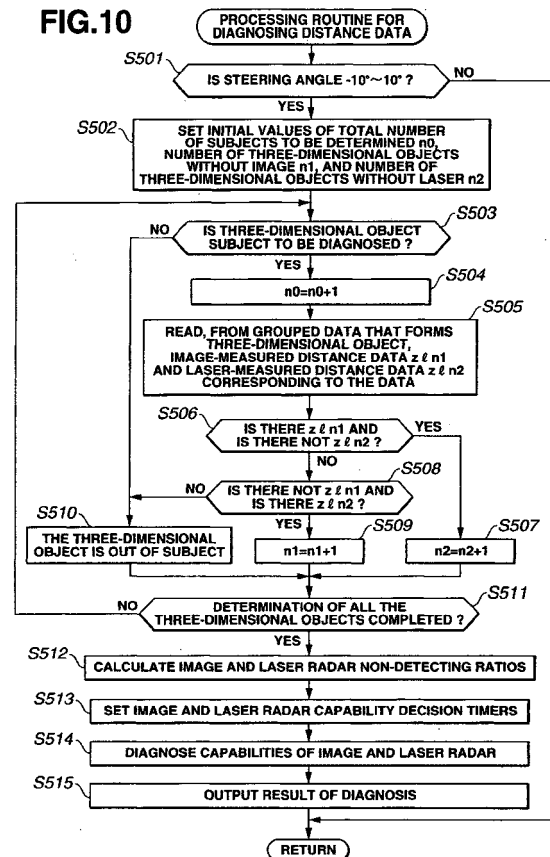 FIG.10
PROCESSING ROUTINE FOR
DIAGNOSING DISTANCE DATA
S501
IS STEERING ANGLE -10°~10° ?
NO
YES
S502
SET INITIAL VALUES OF TOTAL NUMBER
OF SUBJECTS TO BE DETERMINED n0,
NUMBER OF THREE-DIMENSIONAL OBJECTS
WITHOUT IMAGE n1, AND NUMBER OF
THREE-DIMENSIONAL OBJECTS WITHOUT LASER n2
S503
NO
IS THREE-DIMENSIONAL OBJECT
SUBJECT TO BE DIAGNOSED ?
YES
S504
n0=n0+1
S505
READ, FROM GROUPED DATA THAT FORMS
THREE-DIMENSIONAL OBJECT,
IMAGE-MEASURED DISTANCE DATA z ℓ n1
AND LASER-MEASURED DISTANCE DATA z ℓ n2
CORRESPONDING TO THE DATA
S506
IS THERE z ℓ n1 AND
IS THERE NOT z ℓ n2 ?
YES
NO
S508
NO
IS THERE NOT z ℓ n1 AND
IS THERE z ℓ n2 ?
S510
YES
S509
S507
THE THREE-DIMENSIONAL
OBJECT IS OUT OF SUBJECT
n1=n1+1
n2=n2+1
S511
NO
DETERMINATION OF ALL THE
THREE-DIMENSIONAL OBJECTS COMPLETED ?
YES
S512
CALCULATE IMAGE AND LASER RADAR NON-DETECTING RATIOS
S513
SET IMAGE AND LASER RADAR CAPABILITY DECISION TIMERS
S514
DIAGNOSE CAPABILITIES OF IMAGE AND LASER RADAR
S515
OUTPUT RESULT OF DIAGNOSIS
RETURN